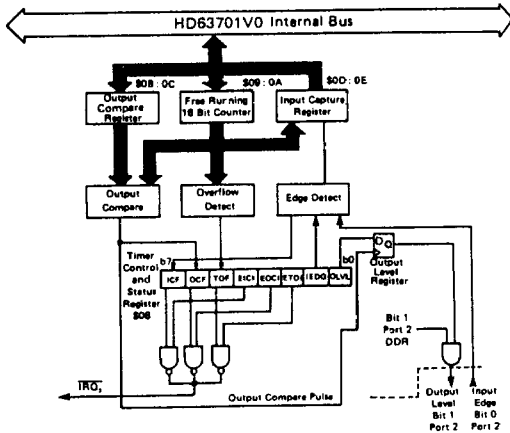 HD63701V0 Internal Bus
$0B : 0C
$09 : 0A
$0D : 0E
Output
Compare
Register
Free Running
16 Bit Counter
Input Capture
Register
Output
Compare
Overflow
Detect
Edge Detect
Timer
Control
and
Status
Register
$08
b7
b0
ICF
OCF
TOF
EICI
EOCI
ETOI
IEDG
OLVL
D
Q
Output
Level
Register
Bit 1
Port 2
DDR
IRQ₂
Output Compare Pulse
Output
Level
Bit 1
Port 2
Input
Edge
Bit 0
Port 2